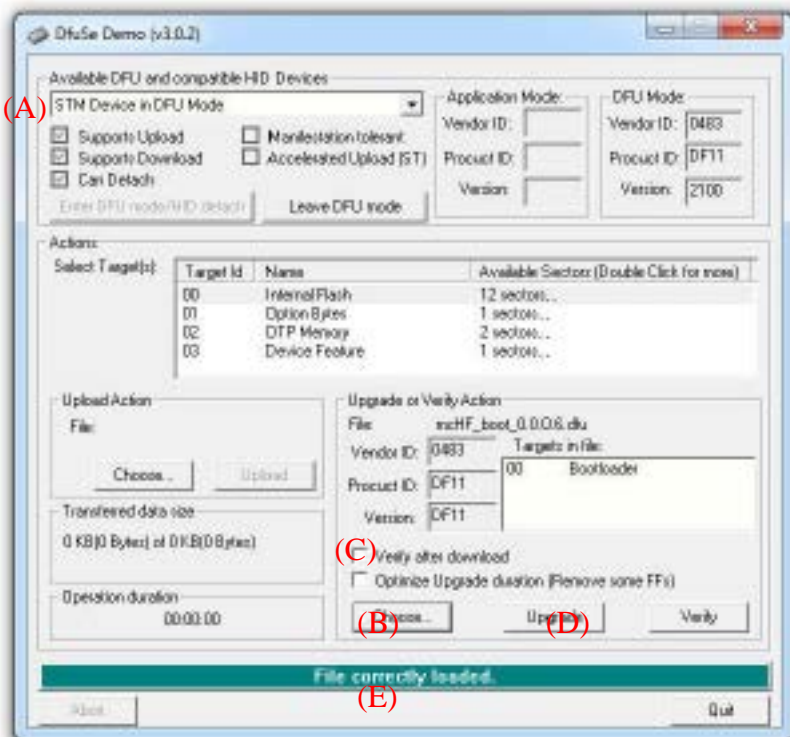 DfuSe Demo (v3.0.2)
Available DFU and compatible HID Devices
(A) STM Device in DFU Mode
Supports Upload
Manifestation tolerant
Supports Download
Accelerated Upload (ST)
Can Detach
Enter DFU mode/HID detach
Leave DFU mode
Application Mode:
Vendor ID:
Procuct ID:
Version:
DFU Mode:
Vendor ID: 0483
Procuct ID: DF11
Version: 2100
Actions
Select Target(s):
Target Id Name Available Sectors (Double Click for more)
00 Internal Flash 12 sectors...
01 Option Bytes 1 sectors...
02 OTP Memory 2 sectors...
03 Device Feature 1 sectors...
Upload Action
File:
Choose...
Upload
Transferred data size
0 KB(0 Bytes) of 0 KB(0 Bytes)
Operation duration
00:00:00
Upgrade or Verify Action
File: mcHF_boot_0.0.0.6.dfu
Vendor ID: 0483
Procuct ID: DF11
Version: DF11
Targets in file:
00 Bootloader
(C) Verify after download
Optimize Upgrade duration (Remove some FFs)
Choose...
(B)
Upgrade
(D)
Verify
File correctly loaded.
(E)
Abort
Quit